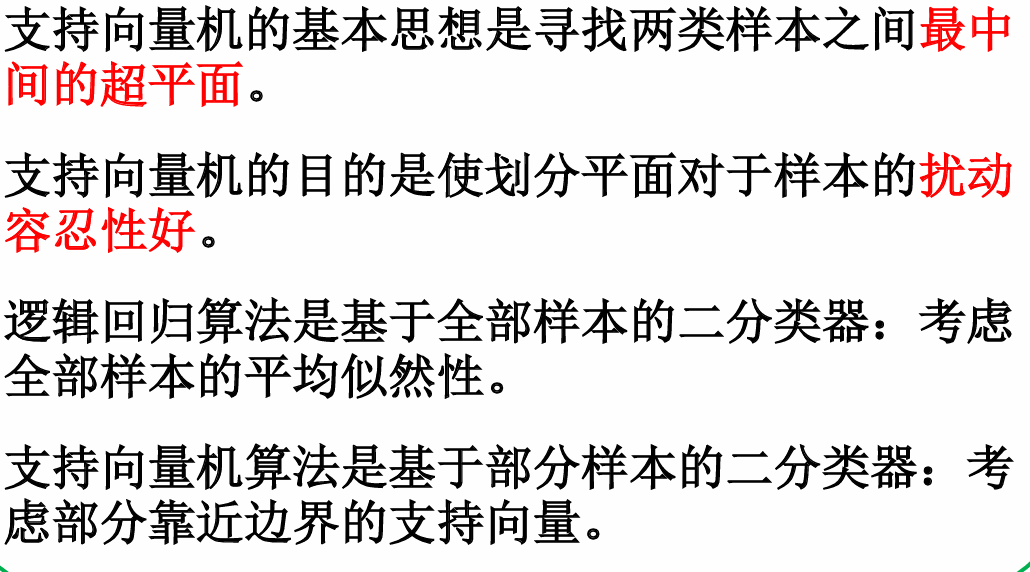 支持向量机的基本思想是寻找两类样本之间最中
间的超平面。
支持向量机的目的是使划分平面对于样本的扰动
容忍性好。
逻辑回归算法是基于全部样本的二分类器：考虑
全部样本的平均似然性。
支持向量机算法是基于部分样本的二分类器：考
虑部分靠近边界的支持向量。